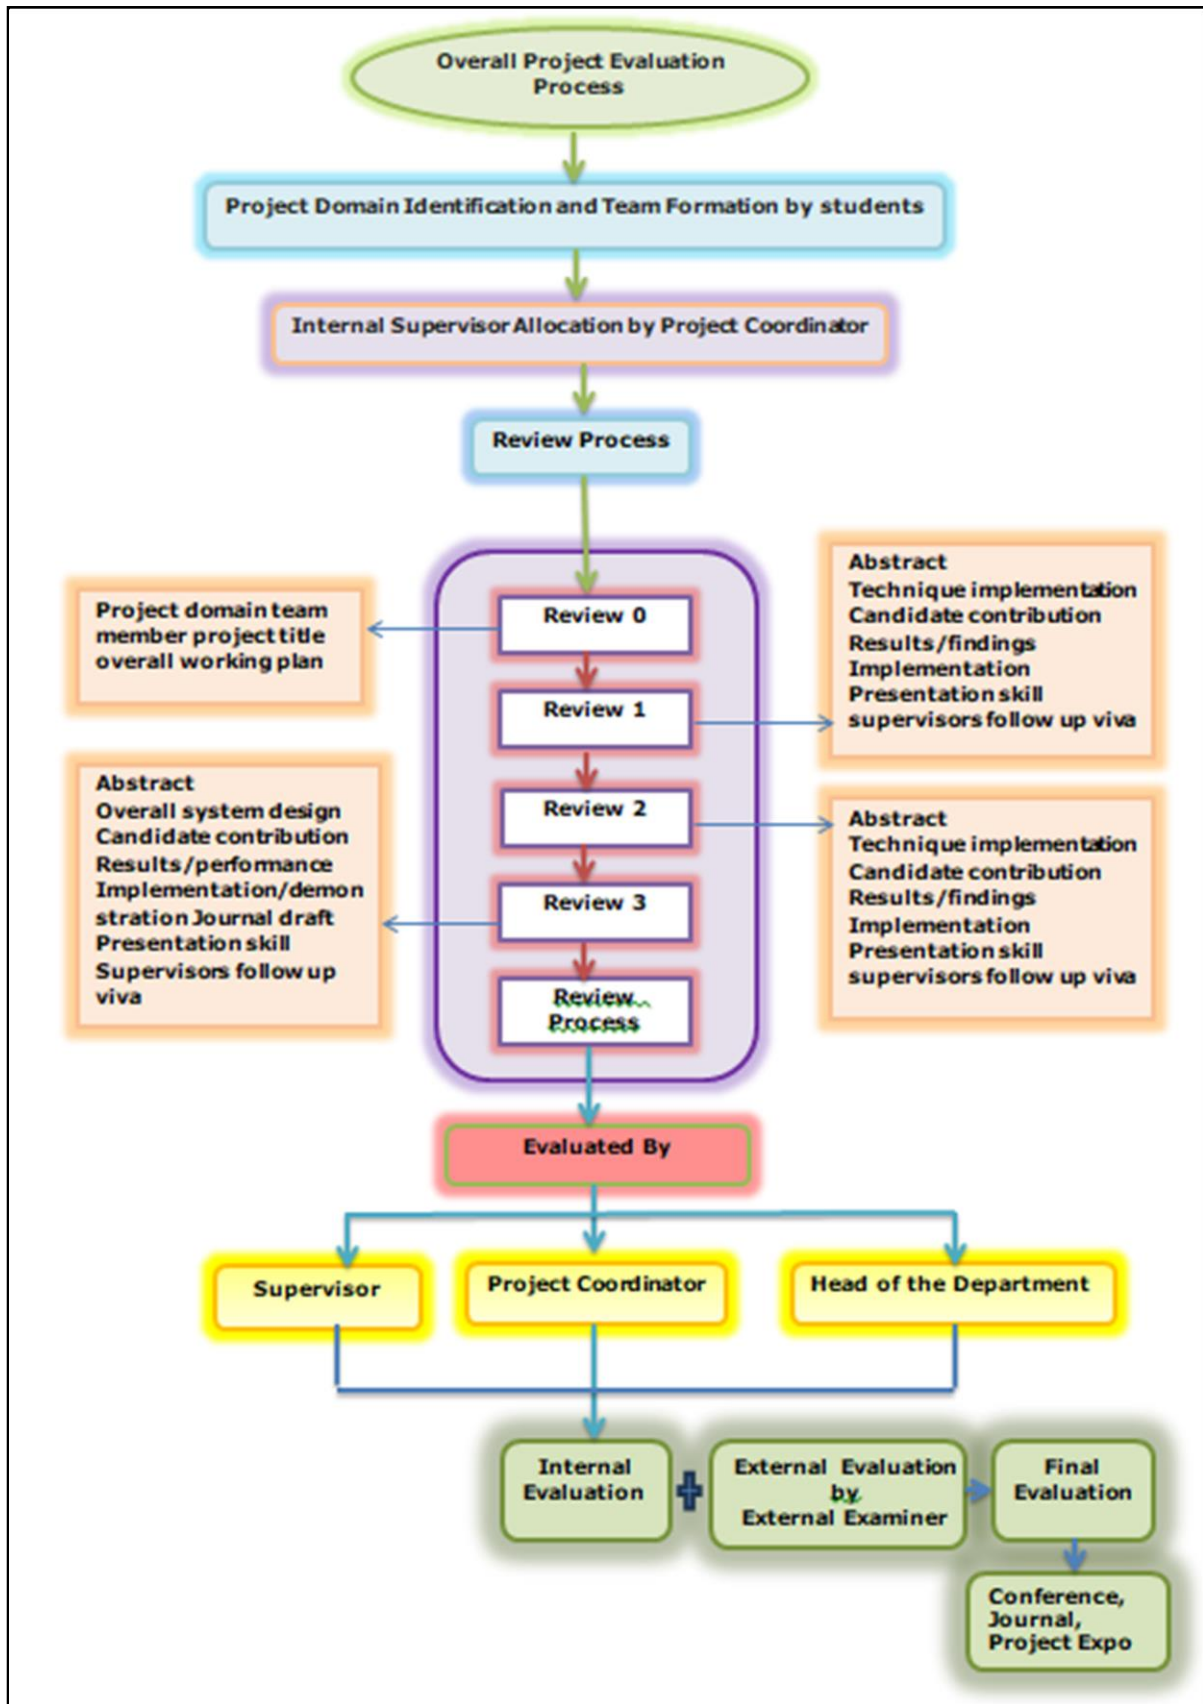 Overall Project Evaluation
Process
Project Domain Identification and Team Formation by students
Internal Supervisor Allocation by Project Coordinator
Review Process
Review 0
Project domain team
member project title
overall working plan
Review 1
Abstract
Technique implementation
Candidate contribution
Results/findings
Implementation
Presentation skill
supervisors follow up viva
Review 2
Abstract
Technique implementation
Candidate contribution
Results/findings
Implementation
Presentation skill
supervisors follow up viva
Review 3
Abstract
Overall system design
Candidate contribution
Results/performance
Implementation/demon
stration Journal draft
Presentation skill
Supervisors follow up
viva
Review
Process
Evaluated By
Supervisor
Project Coordinator
Head of the Department
Internal
Evaluation
External Evaluation
by
External Examiner
Final
Evaluation
Conference,
Journal,
Project Expo